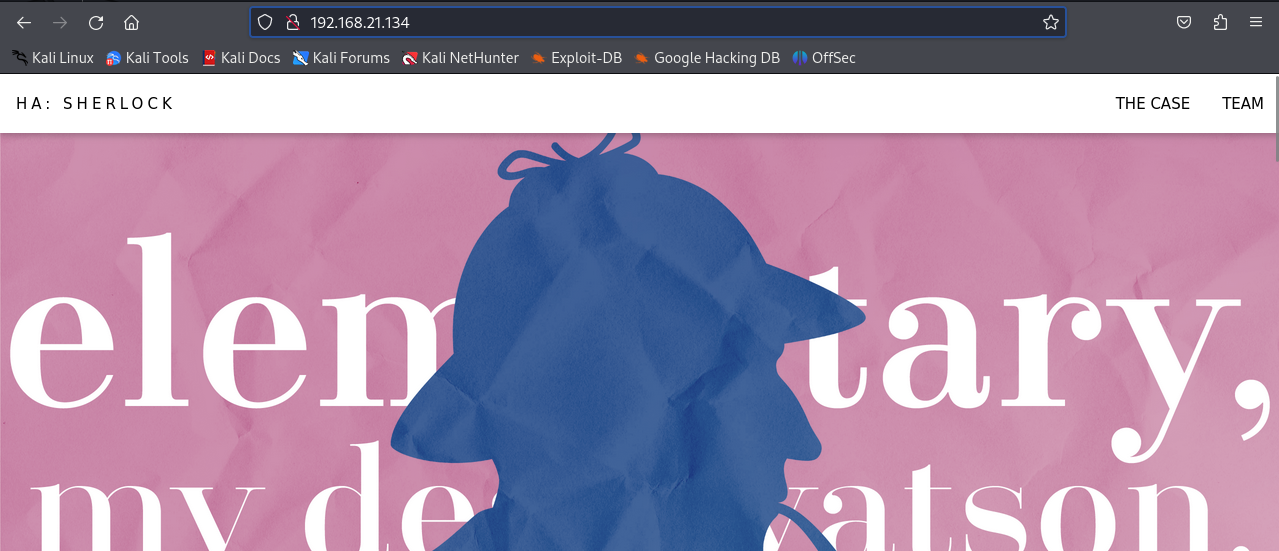 192.168.21.134
Kali Linux Kali Tools Kali Docs Kali Forums Kali NetHunter Exploit-DB Google Hacking DB OffSec
HA: SHERLOCK THE CASE TEAM
elem tary,
my de watson.